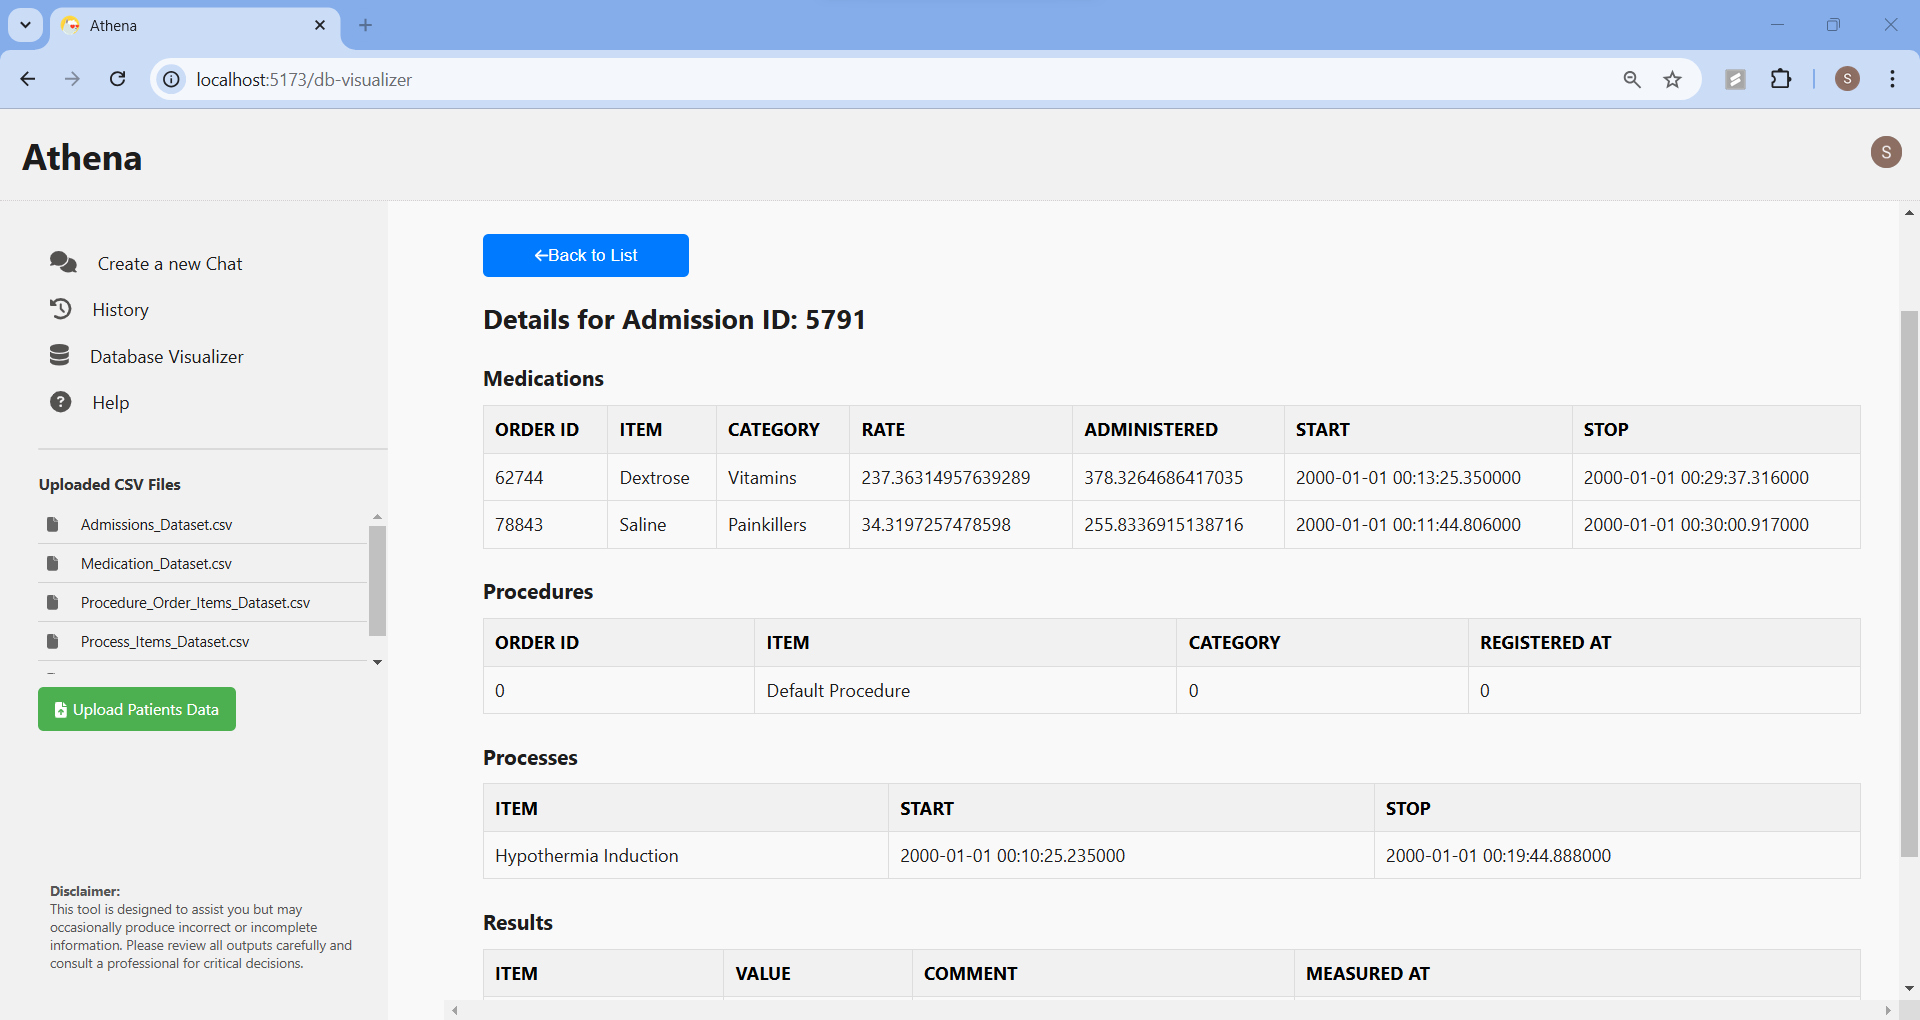 Athena
localhost:5173/db-visualizer
S
Athena
S
Create a new Chat
History
Database Visualizer
? Help
Uploaded CSV Files
Admissions_Dataset.csv
Medication_Dataset.csv
Procedure_Order_Items_Dataset.csv
Process_Items_Dataset.csv
Upload Patients Data
Disclaimer:
This tool is designed to assist you but may
occasionally produce incorrect or incomplete
information. Please review all outputs carefully and
consult a professional for critical decisions.
←Back to List
Details for Admission ID: 5791
Medications
ORDER ID ITEM CATEGORY RATE ADMINISTERED START STOP
62744 Dextrose Vitamins 237.36314957639289 378.3264686417035 2000-01-01 00:13:25.350000 2000-01-01 00:29:37.316000
78843 Saline Painkillers 34.3197257478598 255.8336915138716 2000-01-01 00:11:44.806000 2000-01-01 00:30:00.917000
Procedures
ORDER ID ITEM CATEGORY REGISTERED AT
0 Default Procedure 0 0
Processes
ITEM START STOP
Hypothermia Induction 2000-01-01 00:10:25.235000 2000-01-01 00:19:44.888000
Results
ITEM VALUE COMMENT MEASURED AT